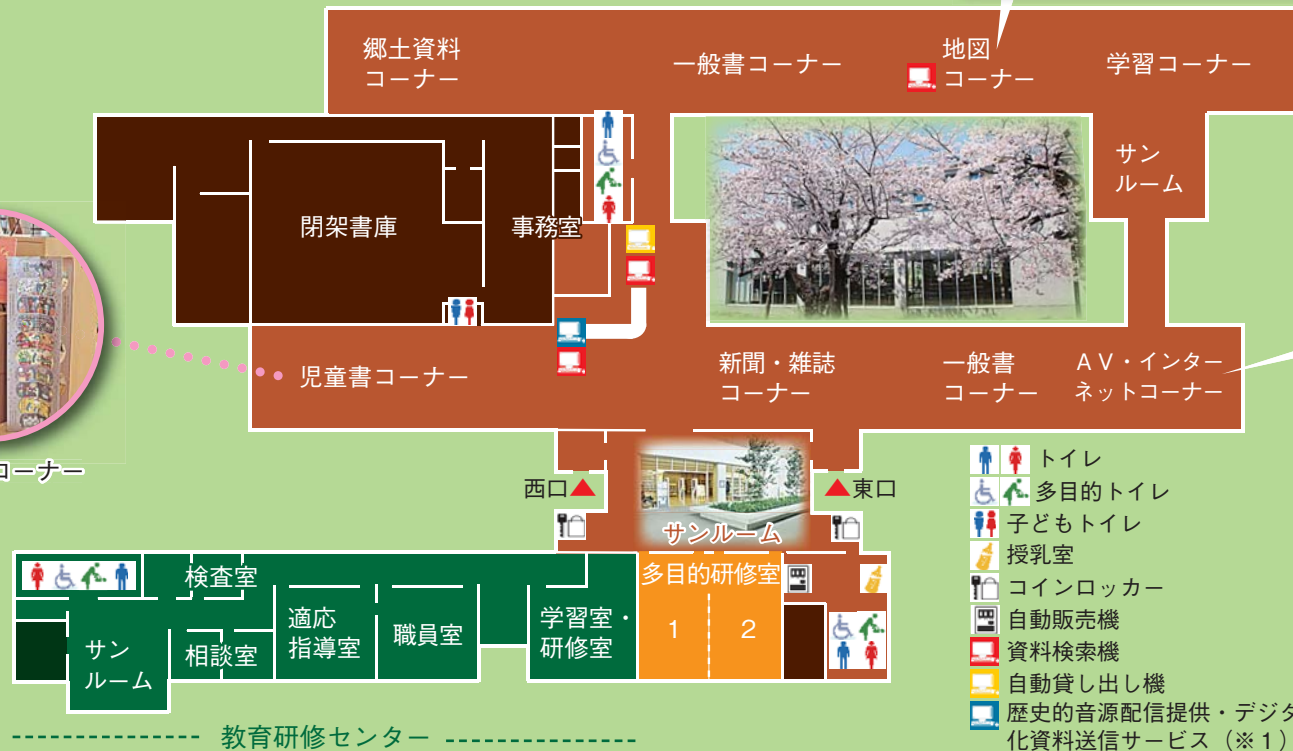 郷土資料
コーナー
一般書コーナー
地図
コーナー
学習コーナー
サン
ルーム
閉架書庫
事務室
児童書コーナー
新聞・雑誌
コーナー
一般書
コーナー
AV・インター
ネットコーナー
コーナー
西口
東口
サンルーム
検査室
サン
ルーム
相談室
適応
指導室
職員室
学習室・
研修室
多目的研修室
1
2
トイレ
多目的トイレ
子どもトイレ
授乳室
コインロッカー
自動販売機
資料検索機
自動貸し出し機
歴史的音源配信提供・デジタ
化資料送信サービス(※1)
教育研修センター